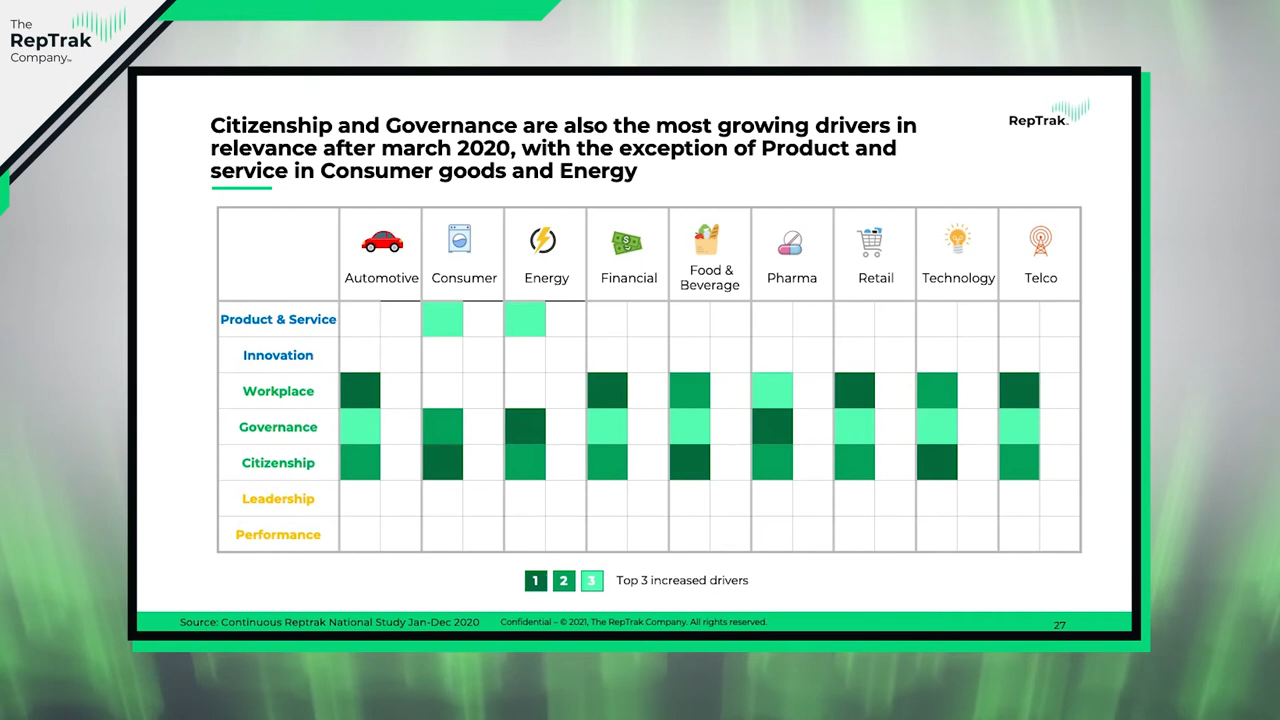 The
RepTrak
Company™
Citizenship and Governance are also the most growing drivers in
relevance after march 2020, with the exception of Product and
service in Consumer goods and Energy
RepTrak™
Automotive
Consumer
Energy
Financial
Food &
Beverage
Pharma
Retail
Technology
Telco
Product & Service
Innovation
Workplace
Governance
Citizenship
Leadership
Performance
1 2 3 Top 3 increased drivers
Source: Continuous Reptrak National Study Jan-Dec 2020 Confidential – © 2021, The RepTrak Company. All rights reserved. 27